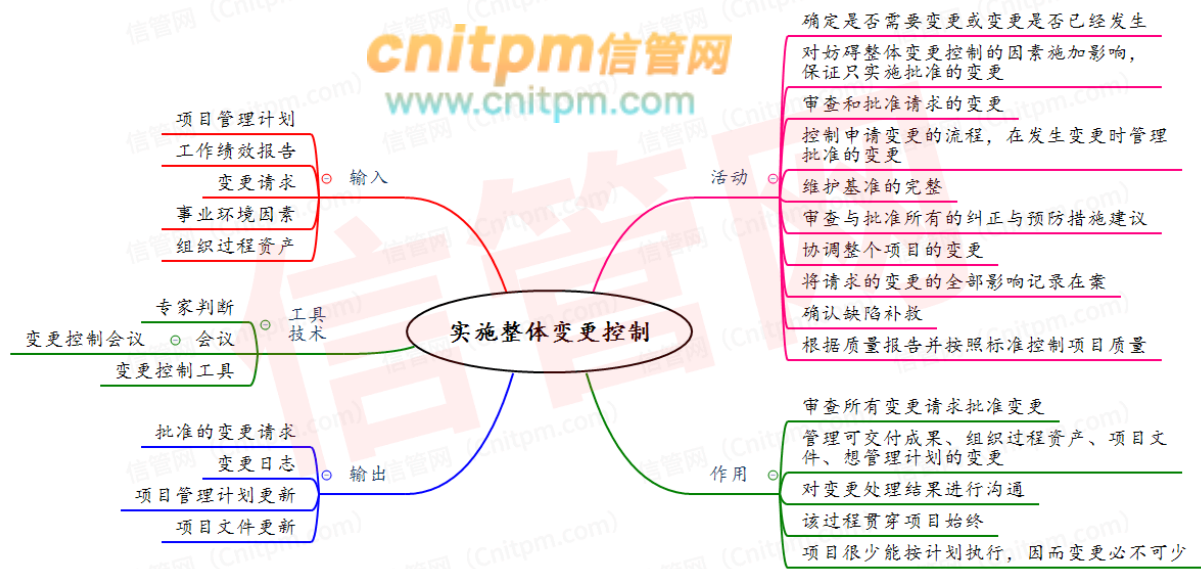 cnitpm信管网
www.cnitpm.com
项目管理计划
工作绩效报告
变更请求
事业环境因素
组织过程资产
输入
专家判断
变更控制会议
会议
变更控制工具
工具
技术
批准的变更请求
变更日志
项目管理计划更新
项目文件更新
输出
实施整体变更控制
活动
确定是否需要变更或变更是否已经发生
对妨碍整体变更控制的因素施加影响，
保证只实施批准的变更
审查和批准请求的变更
控制申请变更的流程，在发生变更时管理
批准的变更
维护基准的完整
审查与批准所有的纠正与预防措施建议
协调整个项目的变更
将请求的变更的全部影响记录在案
确认缺陷补救
根据质量报告并按照标准控制项目质量
作用
审查所有变更请求批准变更
管理可交付成果、组织过程资产、项目文
件、想管理计划的变更
对变更处理结果进行沟通
该过程贯穿项目始终
项目很少能按计划执行，因而变更必不可少
信管网
信管网（Cnitpm.com）